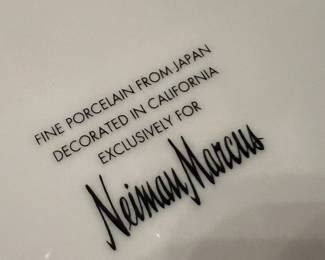 FINE PORCELAIN FROM JAPAN
DECORATED IN CALIFORNIA
EXCLUSIVELY FOR
Neiman Marcus